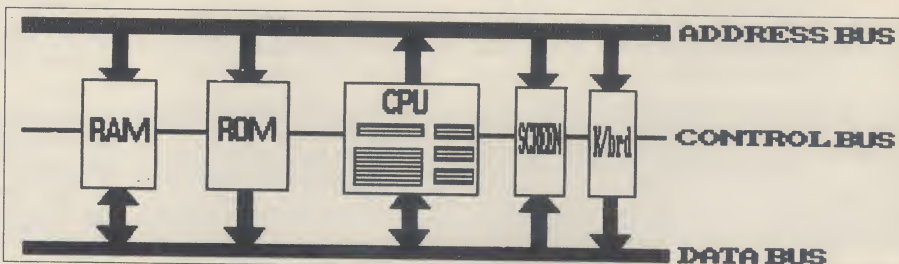 ADDRESS BUS
CPU
RAM
ROM
SCREEN
K/brd
CONTROL BUS
DATA BUS